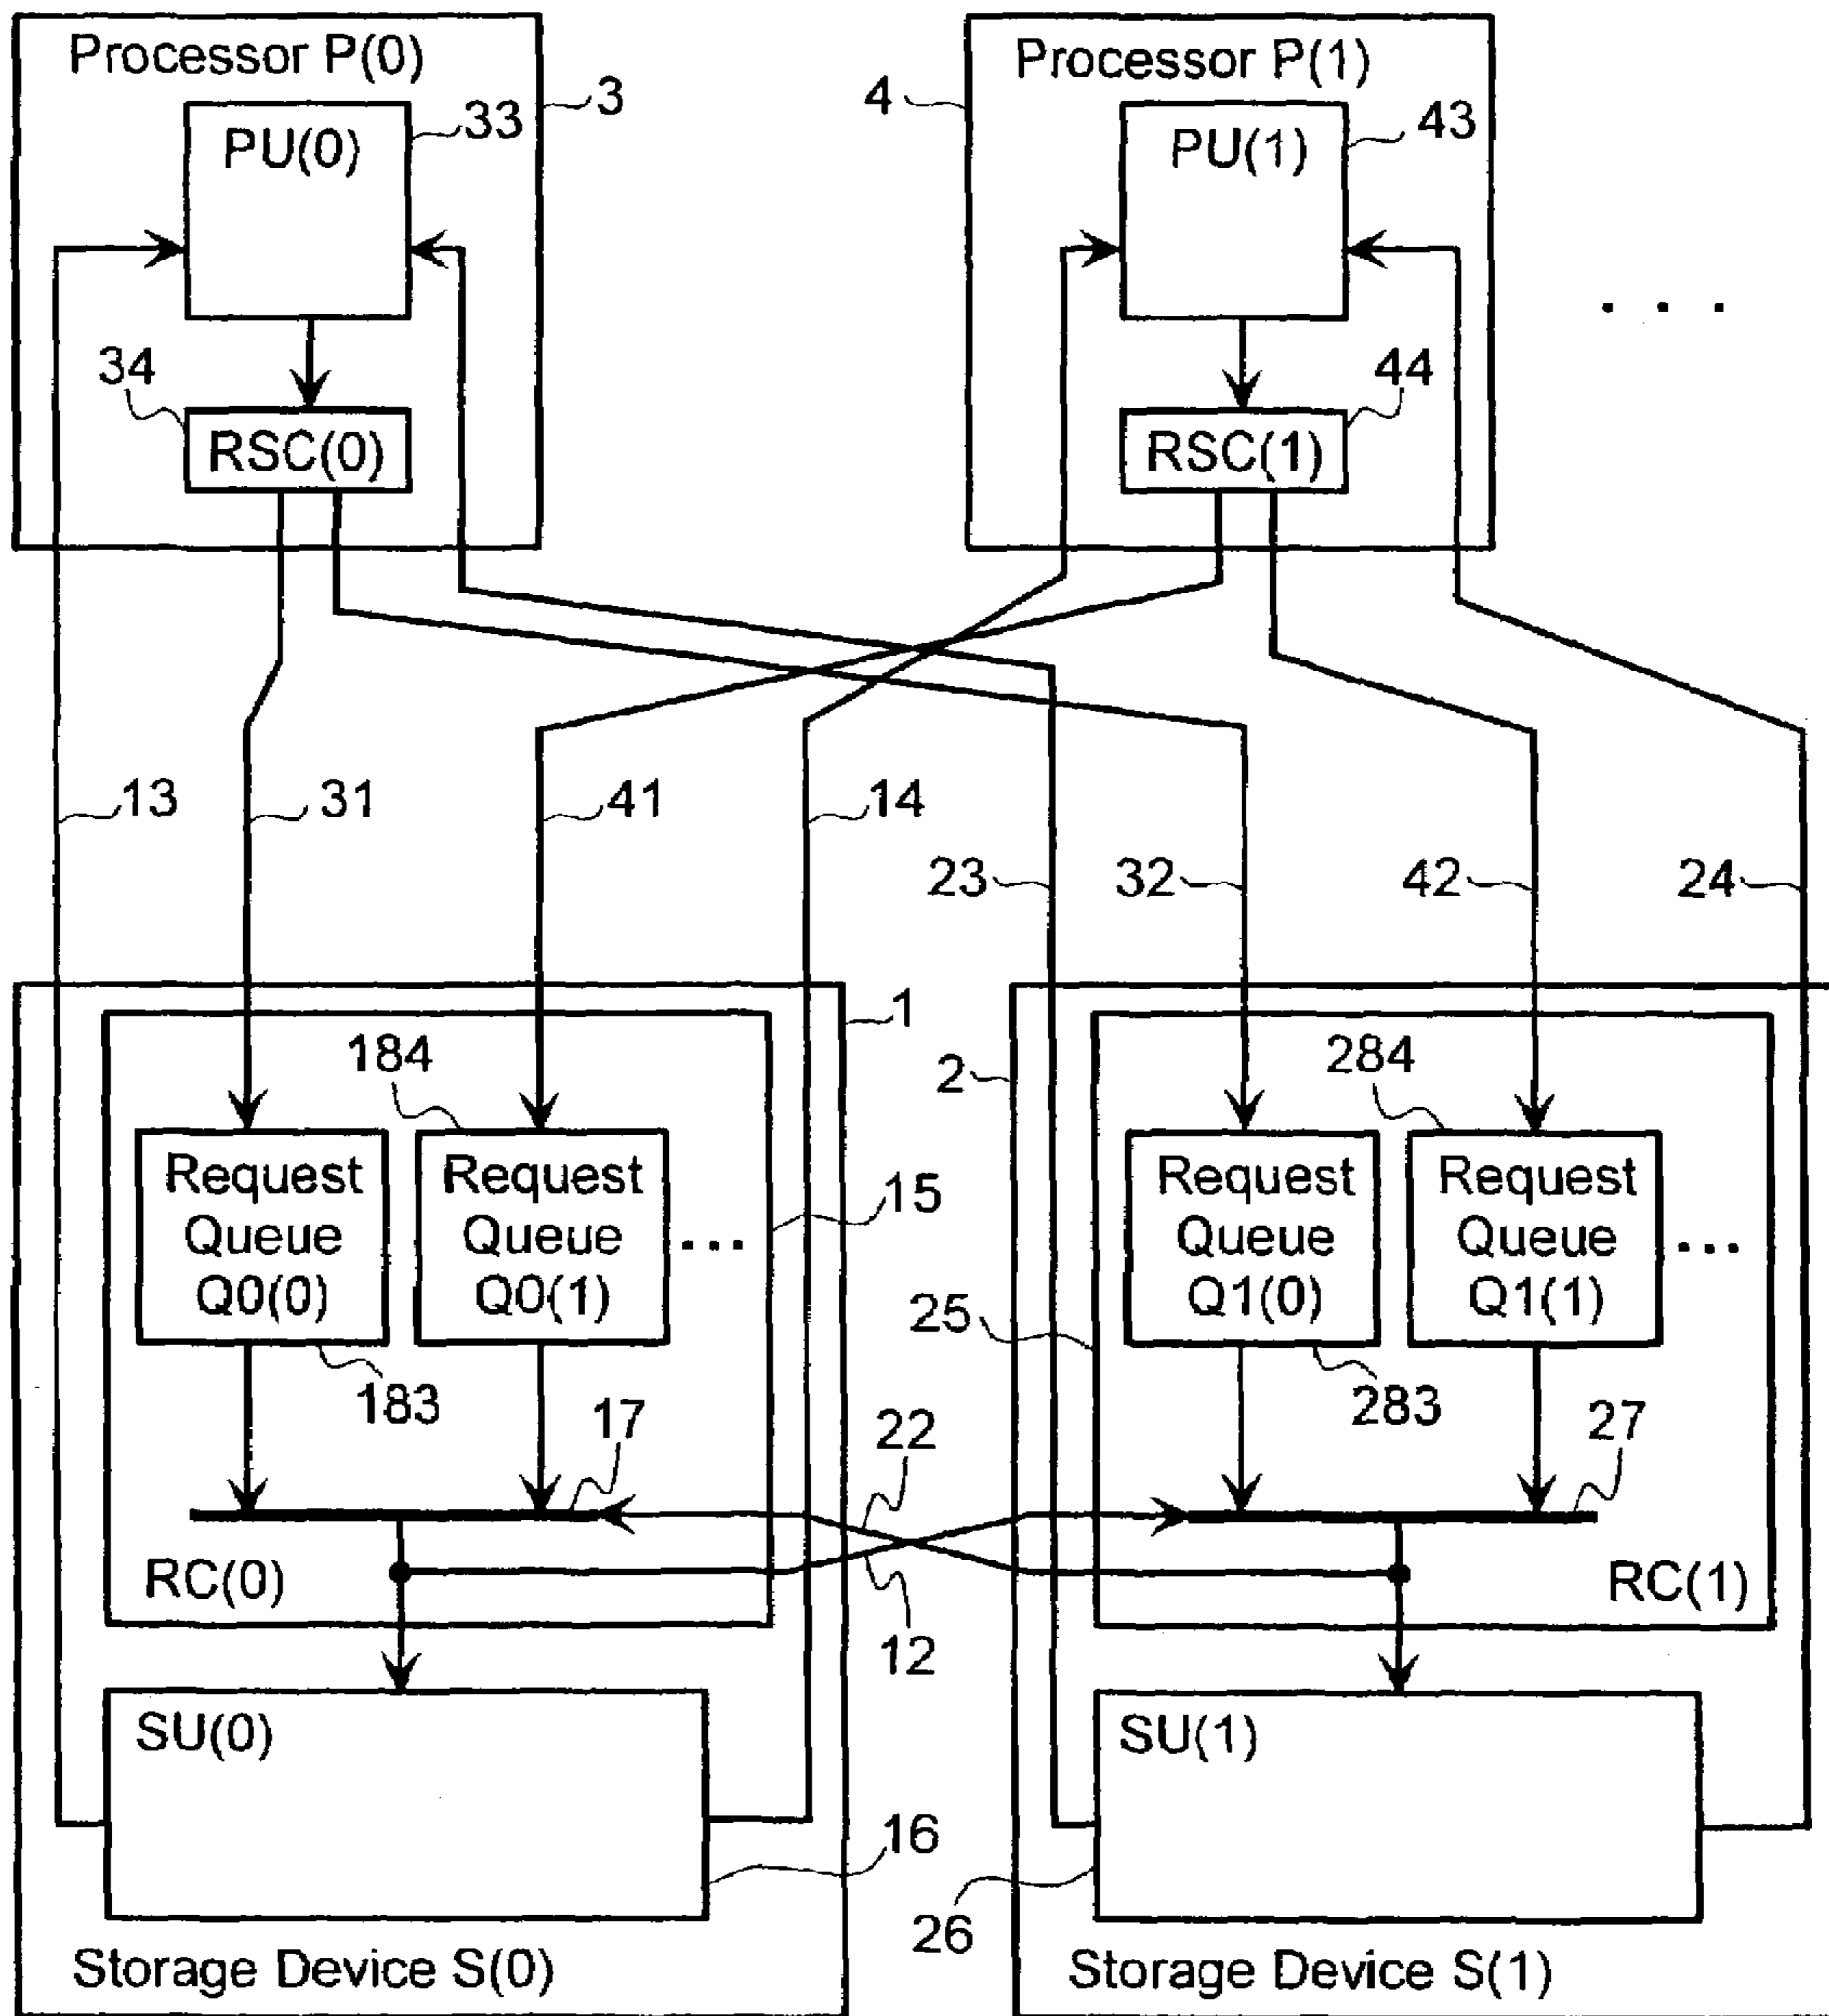 Processor P(0)
3
Processor P(1)
4
PU(0)
33
PU(1)
43
. . .
34
RSC(0)
44
RSC(1)
13
31
41
14
23
32
42
24
1
184
2
284
Request
Queue
Q0(0)
Request
Queue
Q0(1)
...
15
Request
Queue
Q1(0)
Request
Queue
Q1(1)
...
25
183
17
22
283
27
RC(0)
12
RC(1)
SU(0)
SU(1)
16
26
Storage Device S(0)
Storage Device S(1)